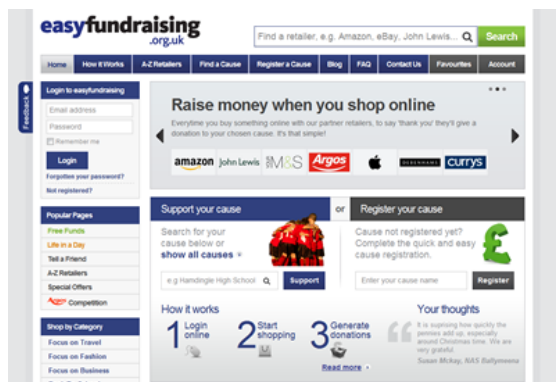 easyfundraising
.org.uk
Find a retailer, e.g. Amazon, eBay, John Lewis...
Search
Home
How it Works
A-Z Retailers
Find a Cause
Register a Cause
Blog
FAQ
Contact Us
Favourites
Account
Feedback
Login to easyfundraising
Email address
Password
Remember me
Login
Forgotten your password?
Not registered?
Raise money when you shop online
Everytime you buy something online with our partner retailers, to say 'thank you' they'll give a
donation to your chosen cause. It's that simple!
amazon
John Lewis
M&S
Argos
DEBENHAMS
currys
Popular Pages
Free Funds
Life in a Day
Tell a Friend
A-Z Retailers
Special Offers
Argos Competition
Shop by Category
Focus on Travel
Focus on Fashion
Focus on Business
Support your cause
or
Register your cause
Search for your
cause below or
show all causes
e.g Hamdingle High School
Support
Cause not registered yet?
Complete the quick and easy
cause registration.
Enter your cause name
Register
How it works
1 Login
online
2 Start
shopping
3 Generate
donations
Read more
Your thoughts
It is suprising how quickly the
pennies add up, especially
around Christmas time. We are
very grateful.
Susan Mckay, NAS Ballymena